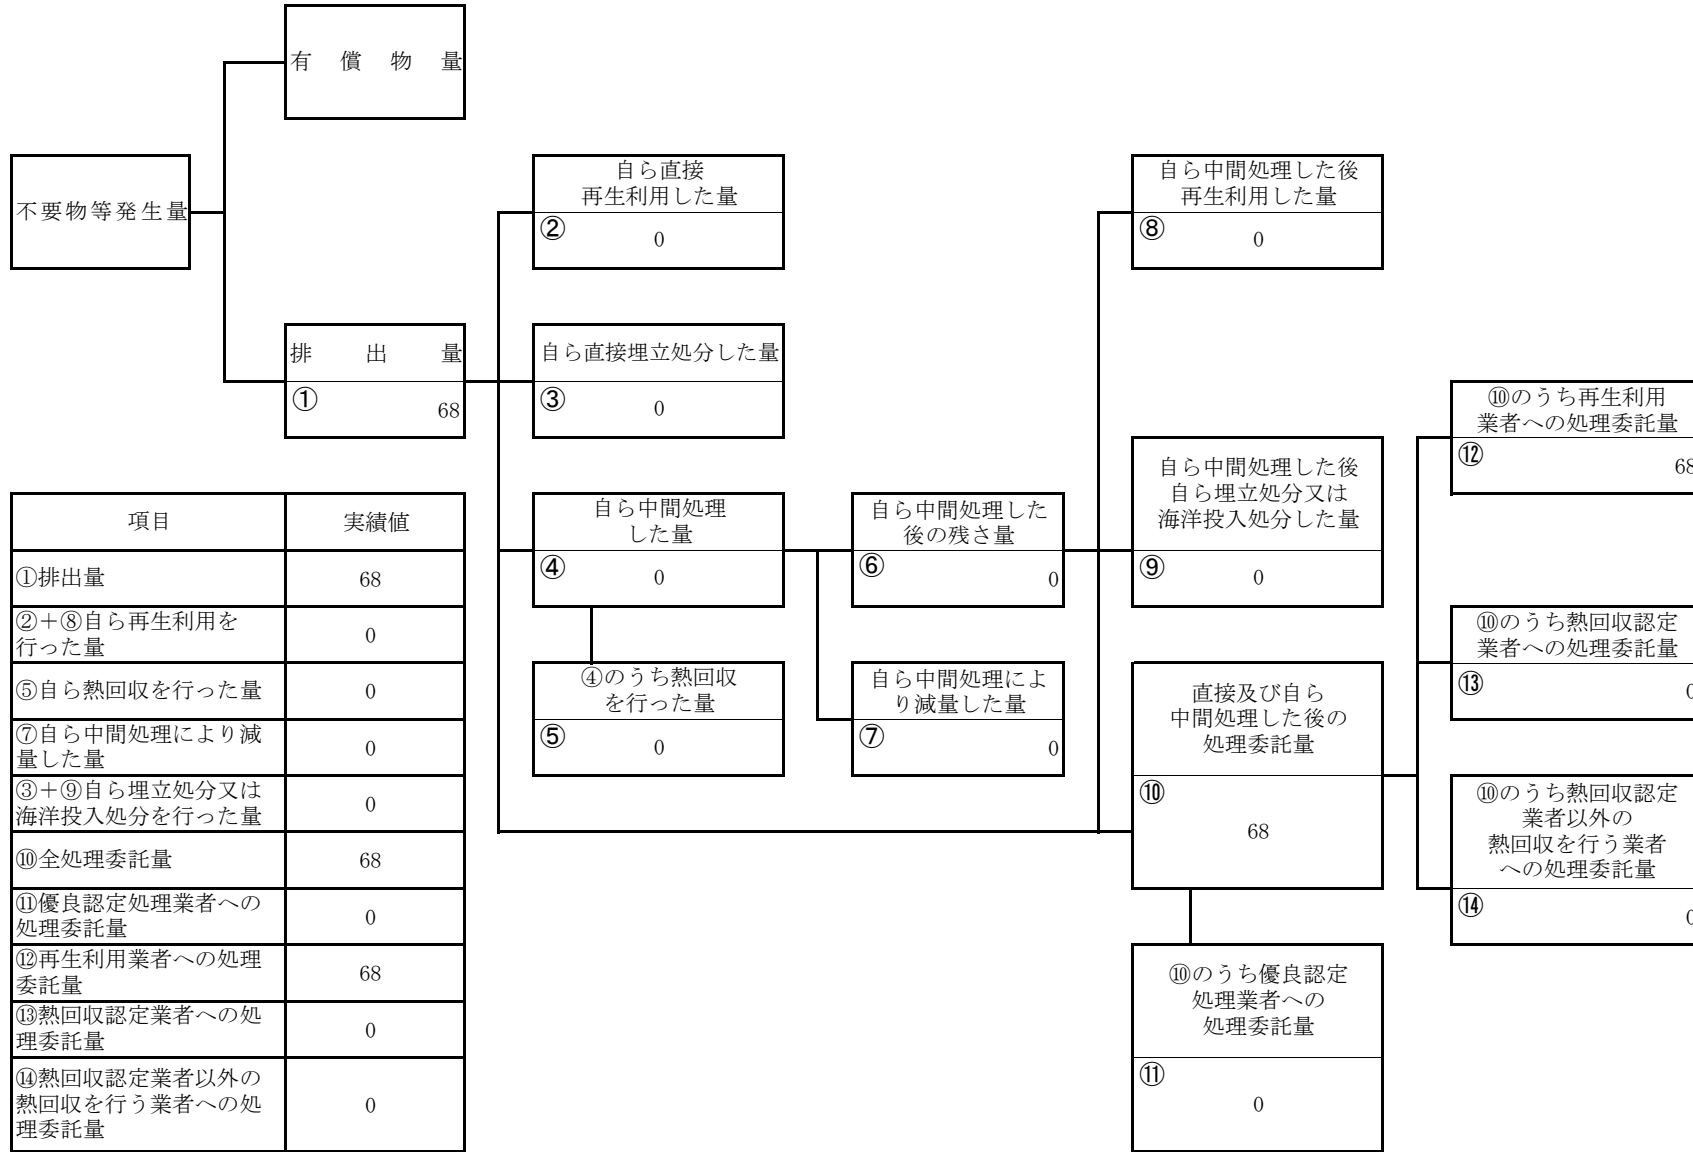 有償物量
不要物等発生量
自ら直接
再生利用した量
②
0
自ら中間処理した後
再生利用した量
⑧
0
排出量
①
68
自ら直接埋立処分した量
③
0
⑩のうち再生利用
業者への処理委託量
⑫
68
自ら中間処理
した量
④
0
自ら中間処理した
後の残さ量
⑥
0
自ら中間処理した後
自ら埋立処分又は
海洋投入処分した量
⑨
0
⑩のうち熱回収認定
業者への処理委託量
⑬
0
④のうち熱回収
を行った量
⑤
0
自ら中間処理によ
り減量した量
⑦
0
直接及び自ら
中間処理した後の
処理委託量
⑩
68
⑩のうち熱回収認定
業者以外の
熱回収を行う業者
への処理委託量
⑭
0
⑩のうち優良認定
処理業者への
処理委託量
⑪
0
項目 実績値
①排出量 68
②＋⑧自ら再生利用を
行った量 0
⑤自ら熱回収を行った量 0
⑦自ら中間処理により減
量した量 0
③＋⑨自ら埋立処分又は
海洋投入処分を行った量 0
⑩全処理委託量 68
⑪優良認定処理業者への
処理委託量 0
⑫再生利用業者への処理
委託量 68
⑬熱回収認定業者への処
理委託量 0
⑭熱回収認定業者以外の
熱回収を行う業者への処
理委託量 0